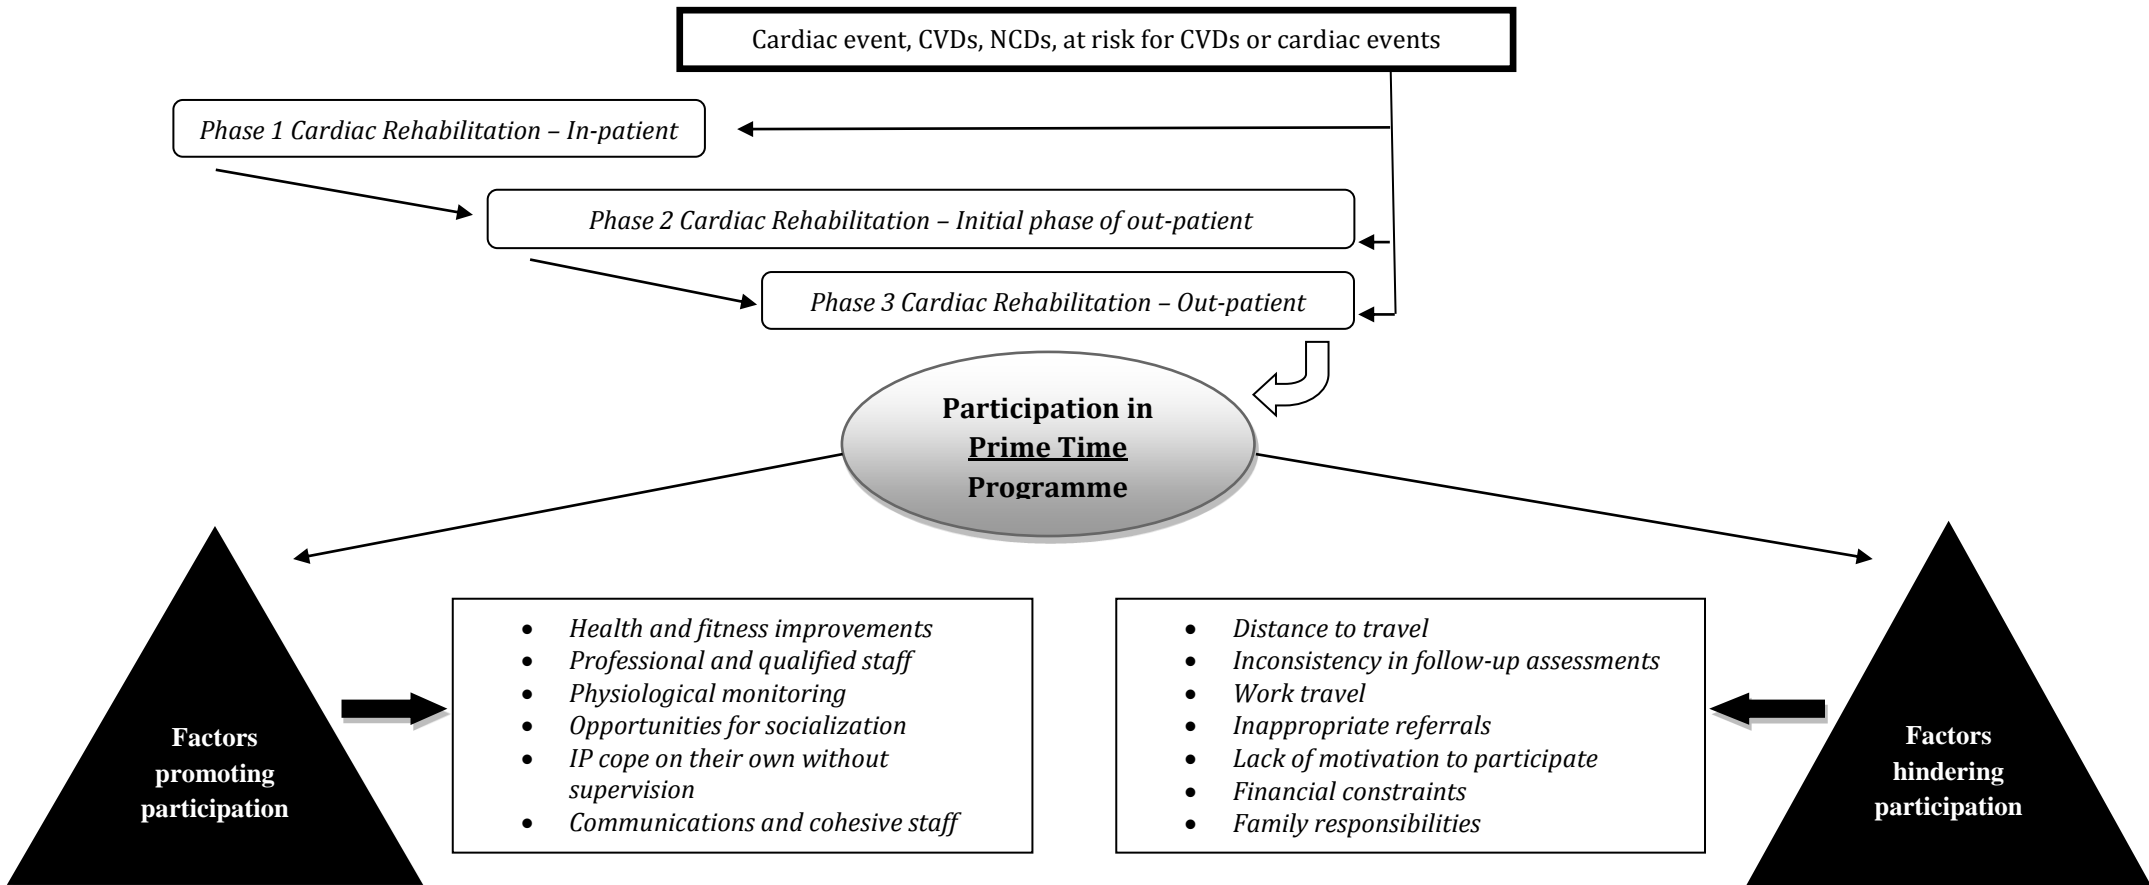 Cardiac event, CVDs, NCDs, at risk for CVDs or cardiac events
Phase 1 Cardiac Rehabilitation – In-patient
Phase 2 Cardiac Rehabilitation – Initial phase of out-patient
Phase 3 Cardiac Rehabilitation – Out-patient
Participation in
Prime Time
Programme
Factors
promoting
participation
• Health and fitness improvements
• Professional and qualified staff
• Physiological monitoring
• Opportunities for socialization
• IP cope on their own without
supervision
• Communications and cohesive staff
• Distance to travel
• Inconsistency in follow-up assessments
• Work travel
• Inappropriate referrals
• Lack of motivation to participate
• Financial constraints
• Family responsibilities
Factors
hindering
participation